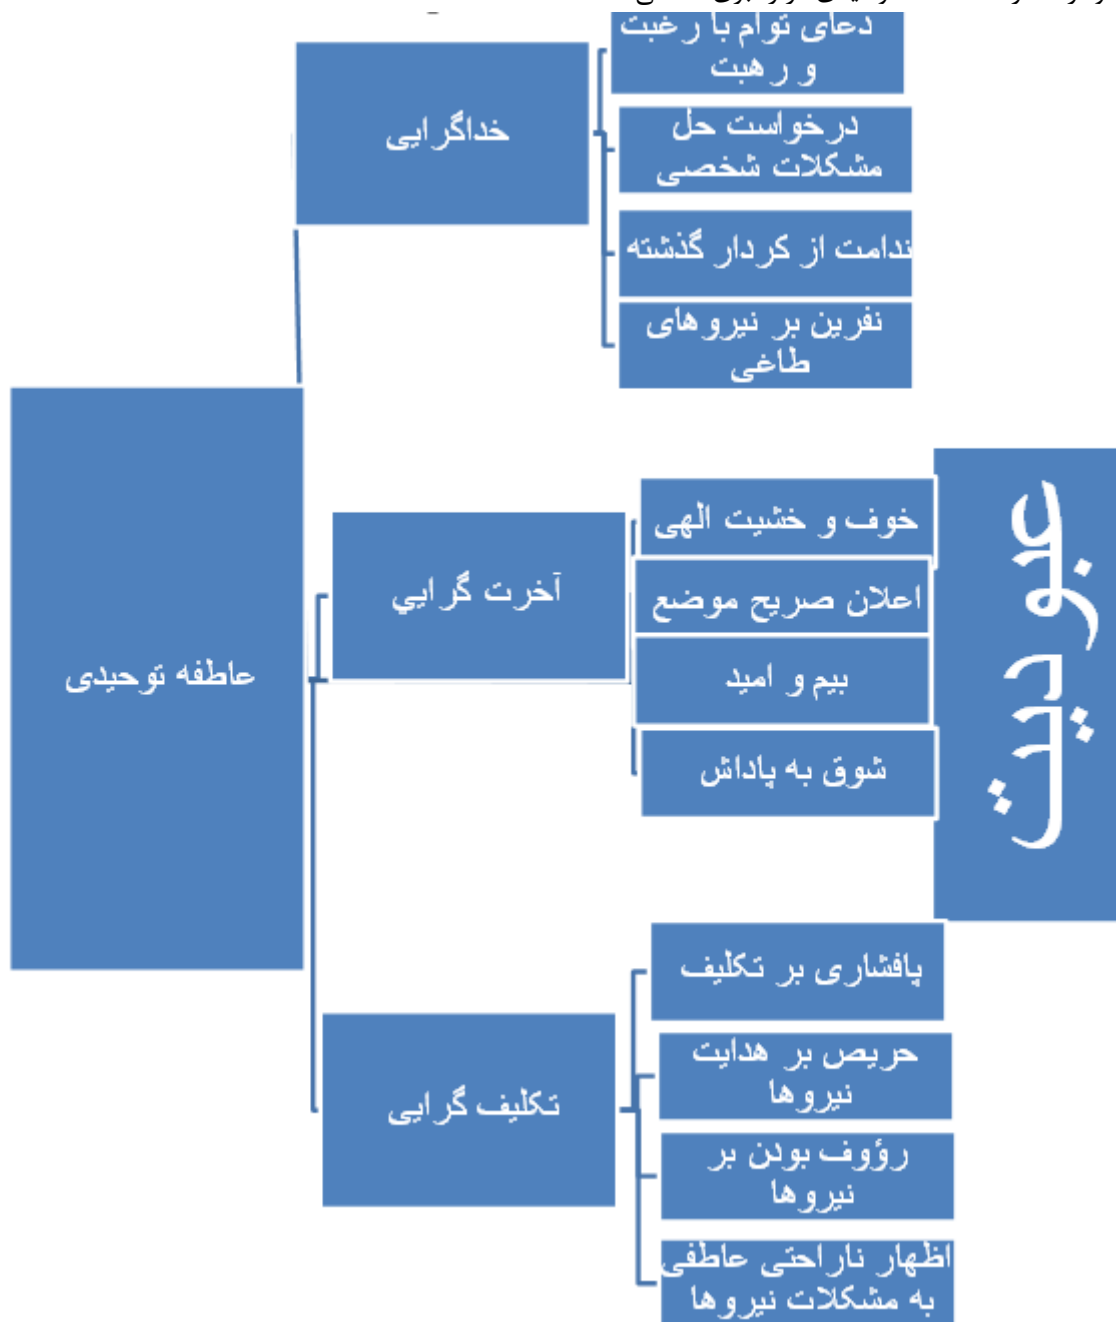 دعای توام با رغبت
و رهبت
خداگرایی
درخواست حل
مشکلات شخصی
ندامت از کردار گذشته
نفرین بر نیروهای
طاغی
عبودیت
خوف و خشیت الهی
آخرت گرايي
اعلان صریح موضع
بیم و امید
عاطفه توحیدی
شوق به پاداش
پافشاری بر تکلیف
حریص بر هدایت
نیروها
تکلیف گرایی
رؤوف بودن بر
نیروها
اظهار ناراحتی عاطفی
به مشکلات نیروها